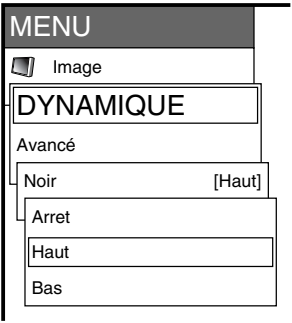 MENU
Image
DYNAMIQUE
Avancé
Noir [Haut]
Arret
Haut
Bas